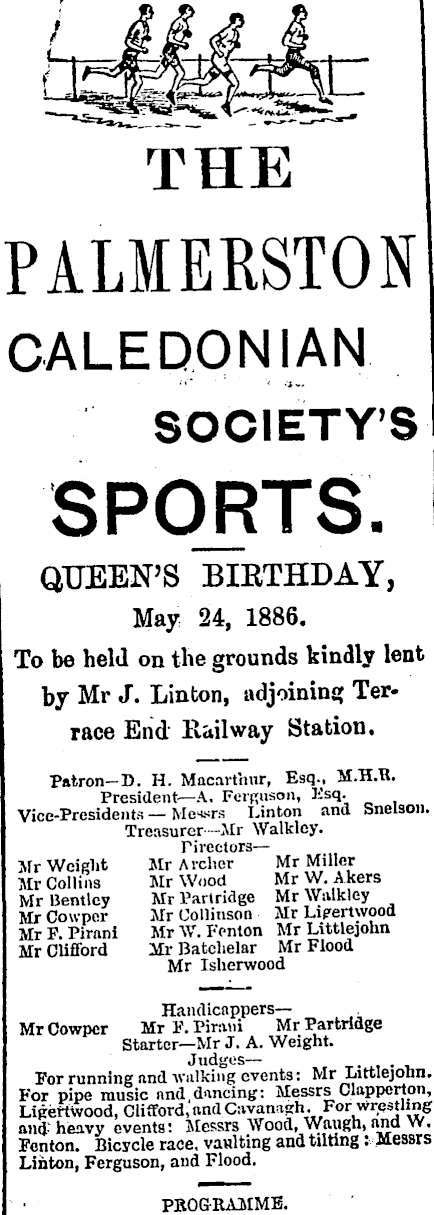 THE
PALMERSTON
CALEDONIAN
SOCIETY'S
SPORTS.
QUEEN'S BIRTHDAY,
May 24, 1886.
To be held on the grounds kindly lent
by Mr J. Linton, adjoining Ter-
race End Railway Station.
Patron—D. H. Macarthur, Esq., M.H.R.
President—A. Ferguson, Esq.
Vice-Presidents — Messrs Linton and Snelson.
Treasurer—Mr Walkley.
Directors—
Mr Weight Mr Archer Mr Miller
Mr Collins Mr Wood Mr W. Akers
Mr Bentley Mr Partridge Mr Walkley
Mr Cowper Mr Collinson Mr Ligertwood
Mr F. Pirani Mr W. Fenton Mr Littlejohn
Mr Clifford Mr Batchelar Mr Flood
Mr Isherwood
Handicappers—
Mr Cowper Mr F. Pirani Mr Partridge
Starter—Mr J. A. Weight.
Judges—
For running and walking events: Mr Littlejohn.
For pipe music and dancing: Messrs Clapperton,
Ligertwood, Clifford, and Cavanagh. For wrestling
and heavy events: Messrs Wood, Waugh, and W.
Fenton. Bicycle race, vaulting and tilting: Messrs
Linton, Ferguson, and Flood.
PROGRAMME.